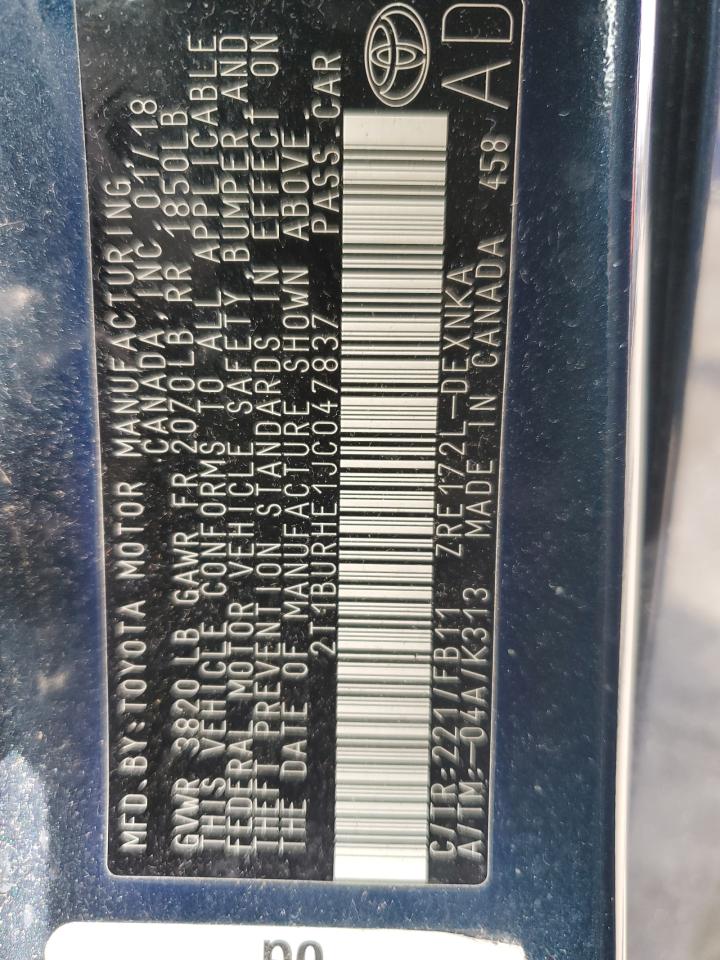 MFD.BY:TOYOTA MOTOR MANUFACTURING
CANADA,INC. 01/18
GVWR 3820LB GAWR FR 2070LB RR 1850LB
THIS VEHICLE CONFORMS TO ALL APPLICABLE
FEDERAL MOTOR VEHICLE SAFETY, BUMPER AND
THEFT PREVENTION STANDARDS IN EFFECT ON
THE DATE OF MANUFACTURE SHOWN ABOVE.
2T1BURHE1JC047837 PASS.CAR
C/TR:221/FB11 ZRE172L-DEXNKA
A/TM:-04A/K313 MADE IN CANADA 458
AD